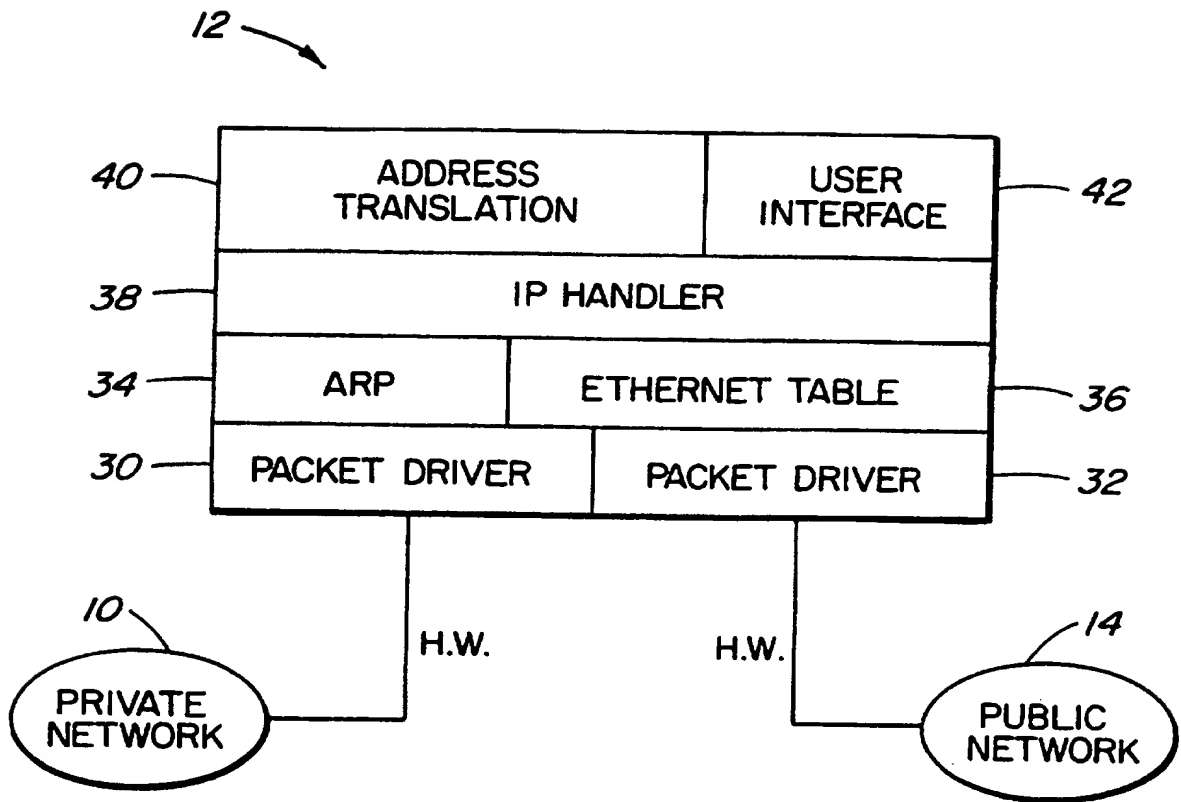 12
40
ADDRESS
TRANSLATION
USER
INTERFACE
42
38
IP HANDLER
34
ARP
ETHERNET TABLE
36
30
PACKET DRIVER
PACKET DRIVER
32
10
H.W.
H.W.
14
PRIVATE
NETWORK
PUBLIC
NETWORK